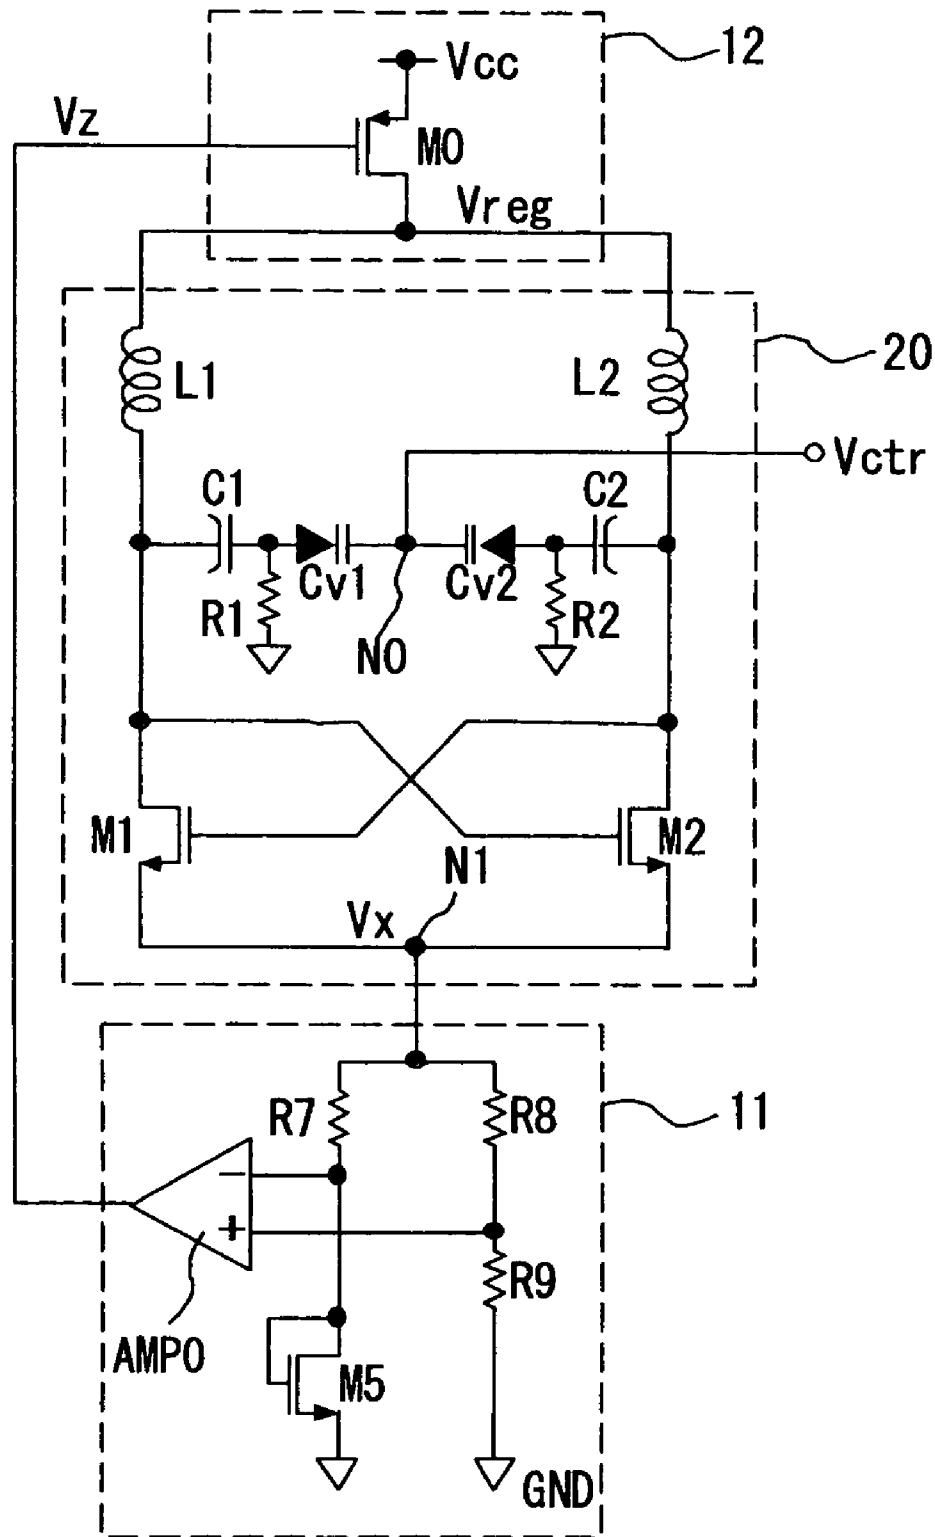 12
Vcc
Vz
M0
Vreg
20
L1
L2
Vctr
C1
C2
Cv1
Cv2
R1
R2
N0
M1
M2
N1
Vx
R7
R8
11
−
+
R9
AMP0
M5
GND